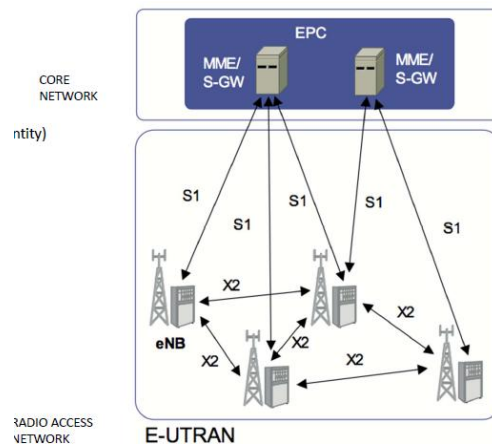 EPC
MME/
S-GW
MME/
S-GW
CORE
NETWORK
ntity)
S1
S1
S1
S1
S1
X2
X2
eNB
X2
X2
X2
RADIO ACCESS
NETWORK
E-UTRAN